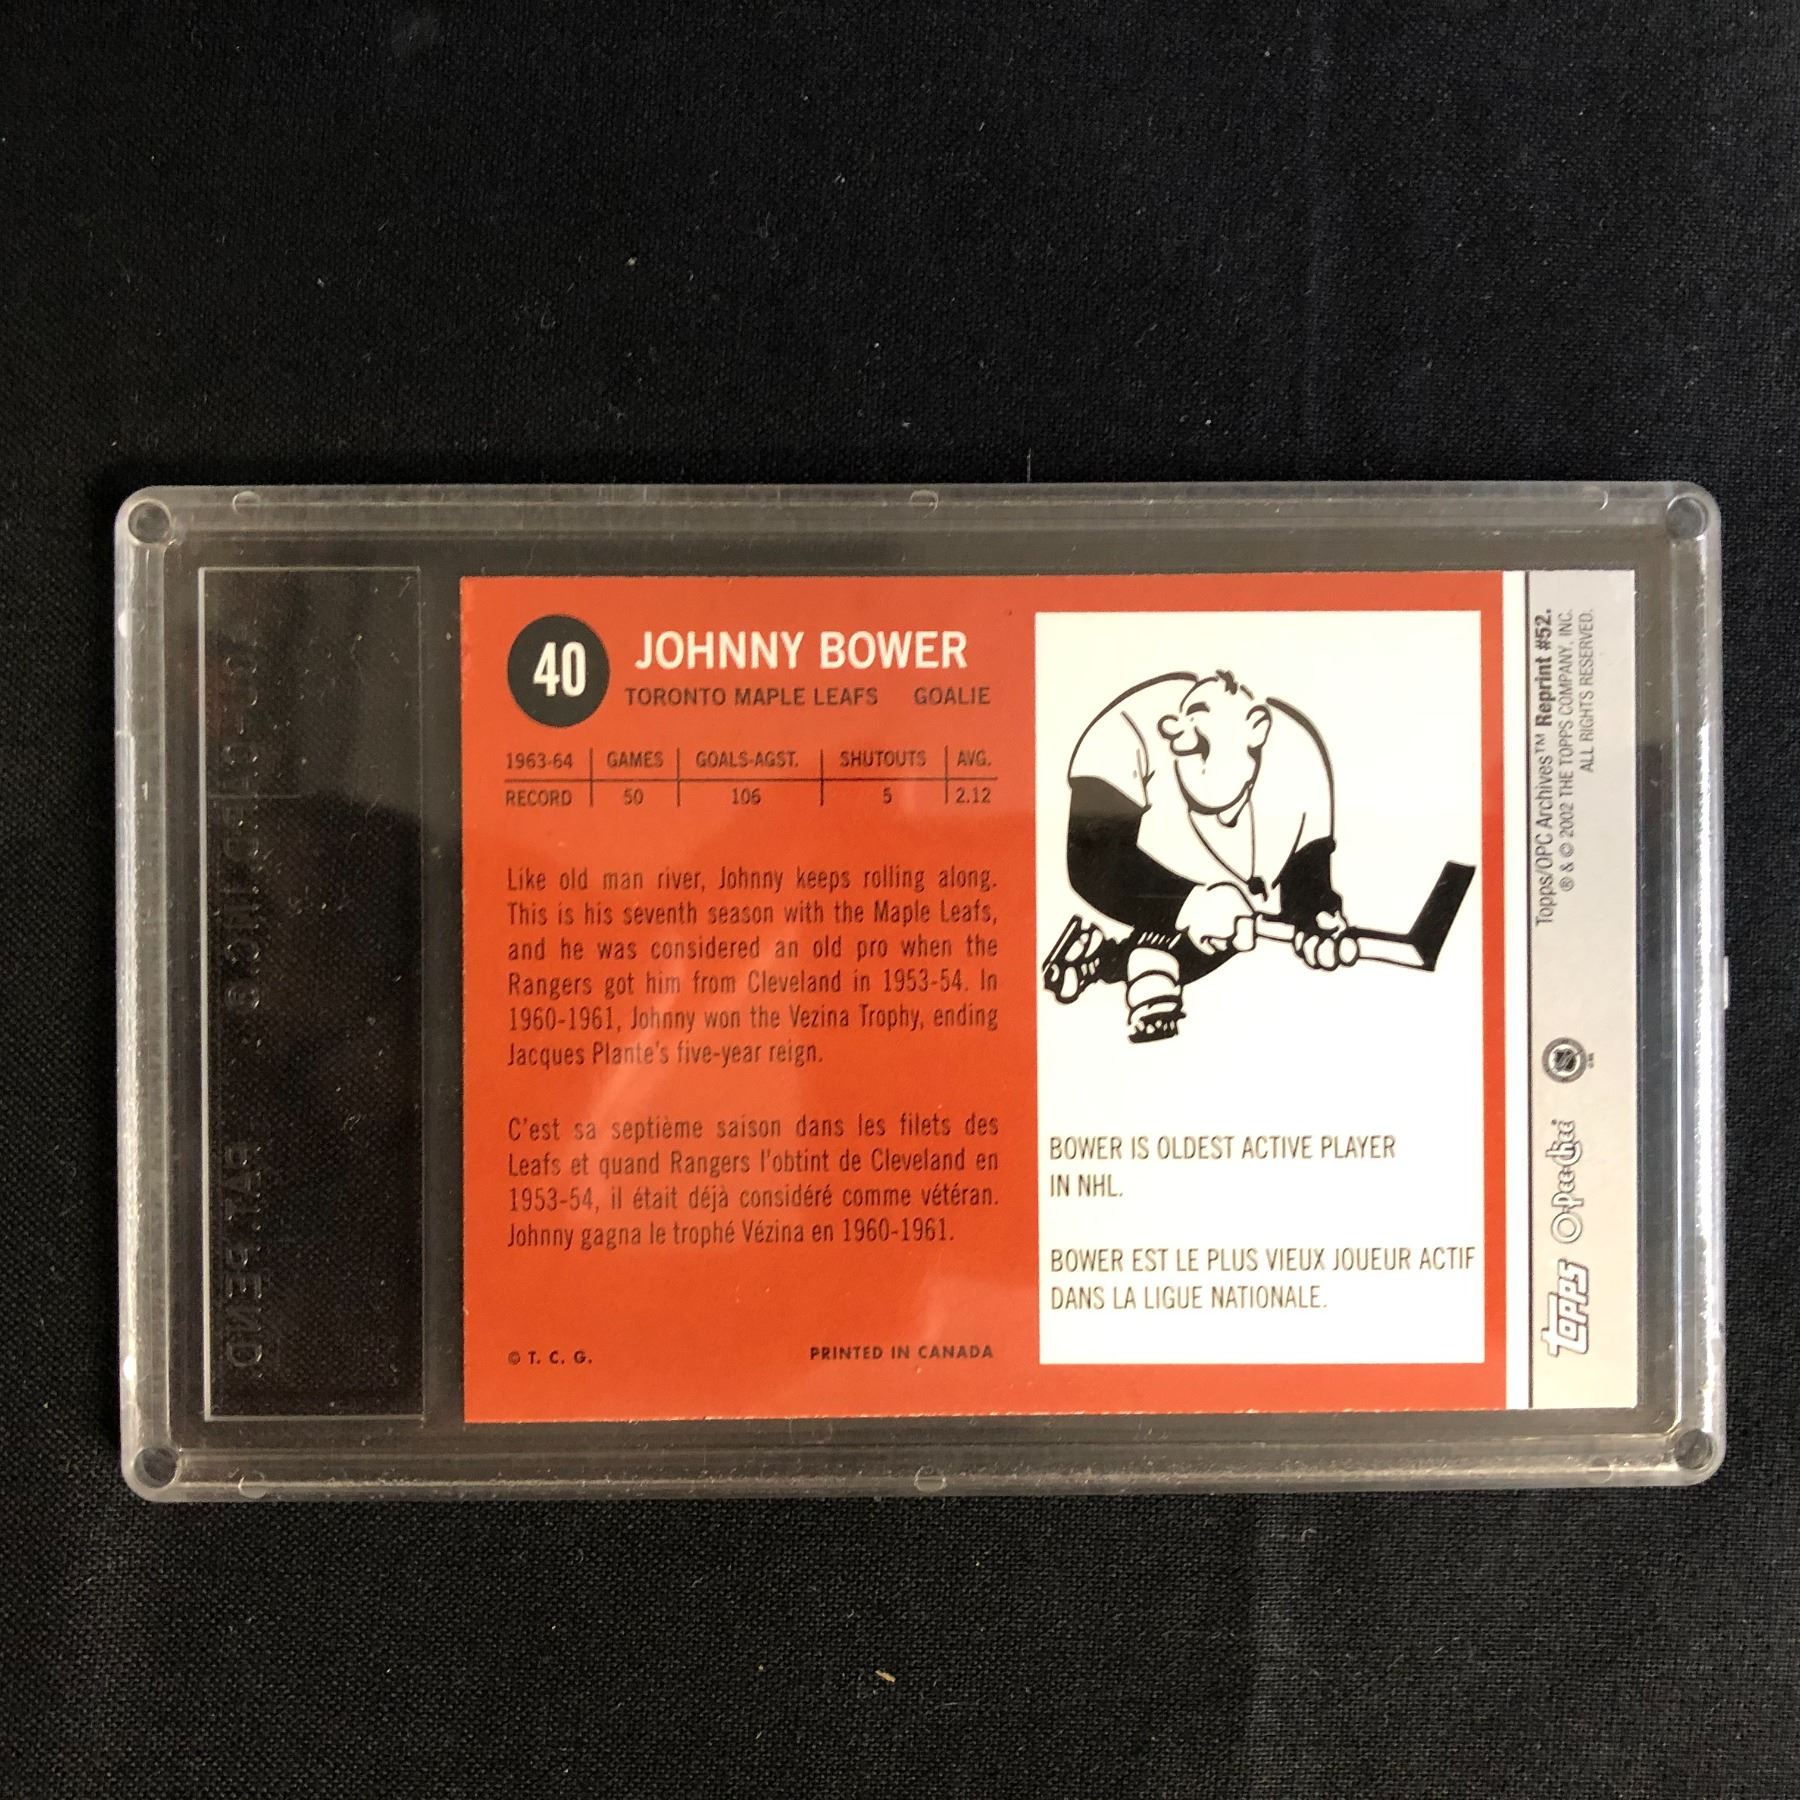 40
JOHNNY BOWER
TORONTO MAPLE LEAFS GOALIE
1963-64 GAMES GOALS-AGST. SHUTOUTS AVG.
RECORD 50 106 5 2.12
Like old man river, Johnny keeps rolling along.
This is his seventh season with the Maple Leafs,
and he was considered an old pro when the
Rangers got him from Cleveland in 1953-54. In
1960-1961, Johnny won the Vezina Trophy, ending
Jacques Plante's five-year reign.
C'est sa septième saison dans les filets des
Leafs et quand Rangers l'obtint de Cleveland en
1953-54, il était déjà considéré comme vétéran.
Johnny gagna le trophé Vézina en 1960-1961.
© T. C. G. PRINTED IN CANADA
BOWER IS OLDEST ACTIVE PLAYER
IN NHL.
BOWER EST LE PLUS VIEUX JOUEUR ACTIF
DANS LA LIGUE NATIONALE.
Topps/OPC Archives™ Reprint #52.
® & © 2002 THE TOPPS COMPANY, INC.
ALL RIGHTS RESERVED.
NHL
Topps O-Pee-Chee
PAT. PEND